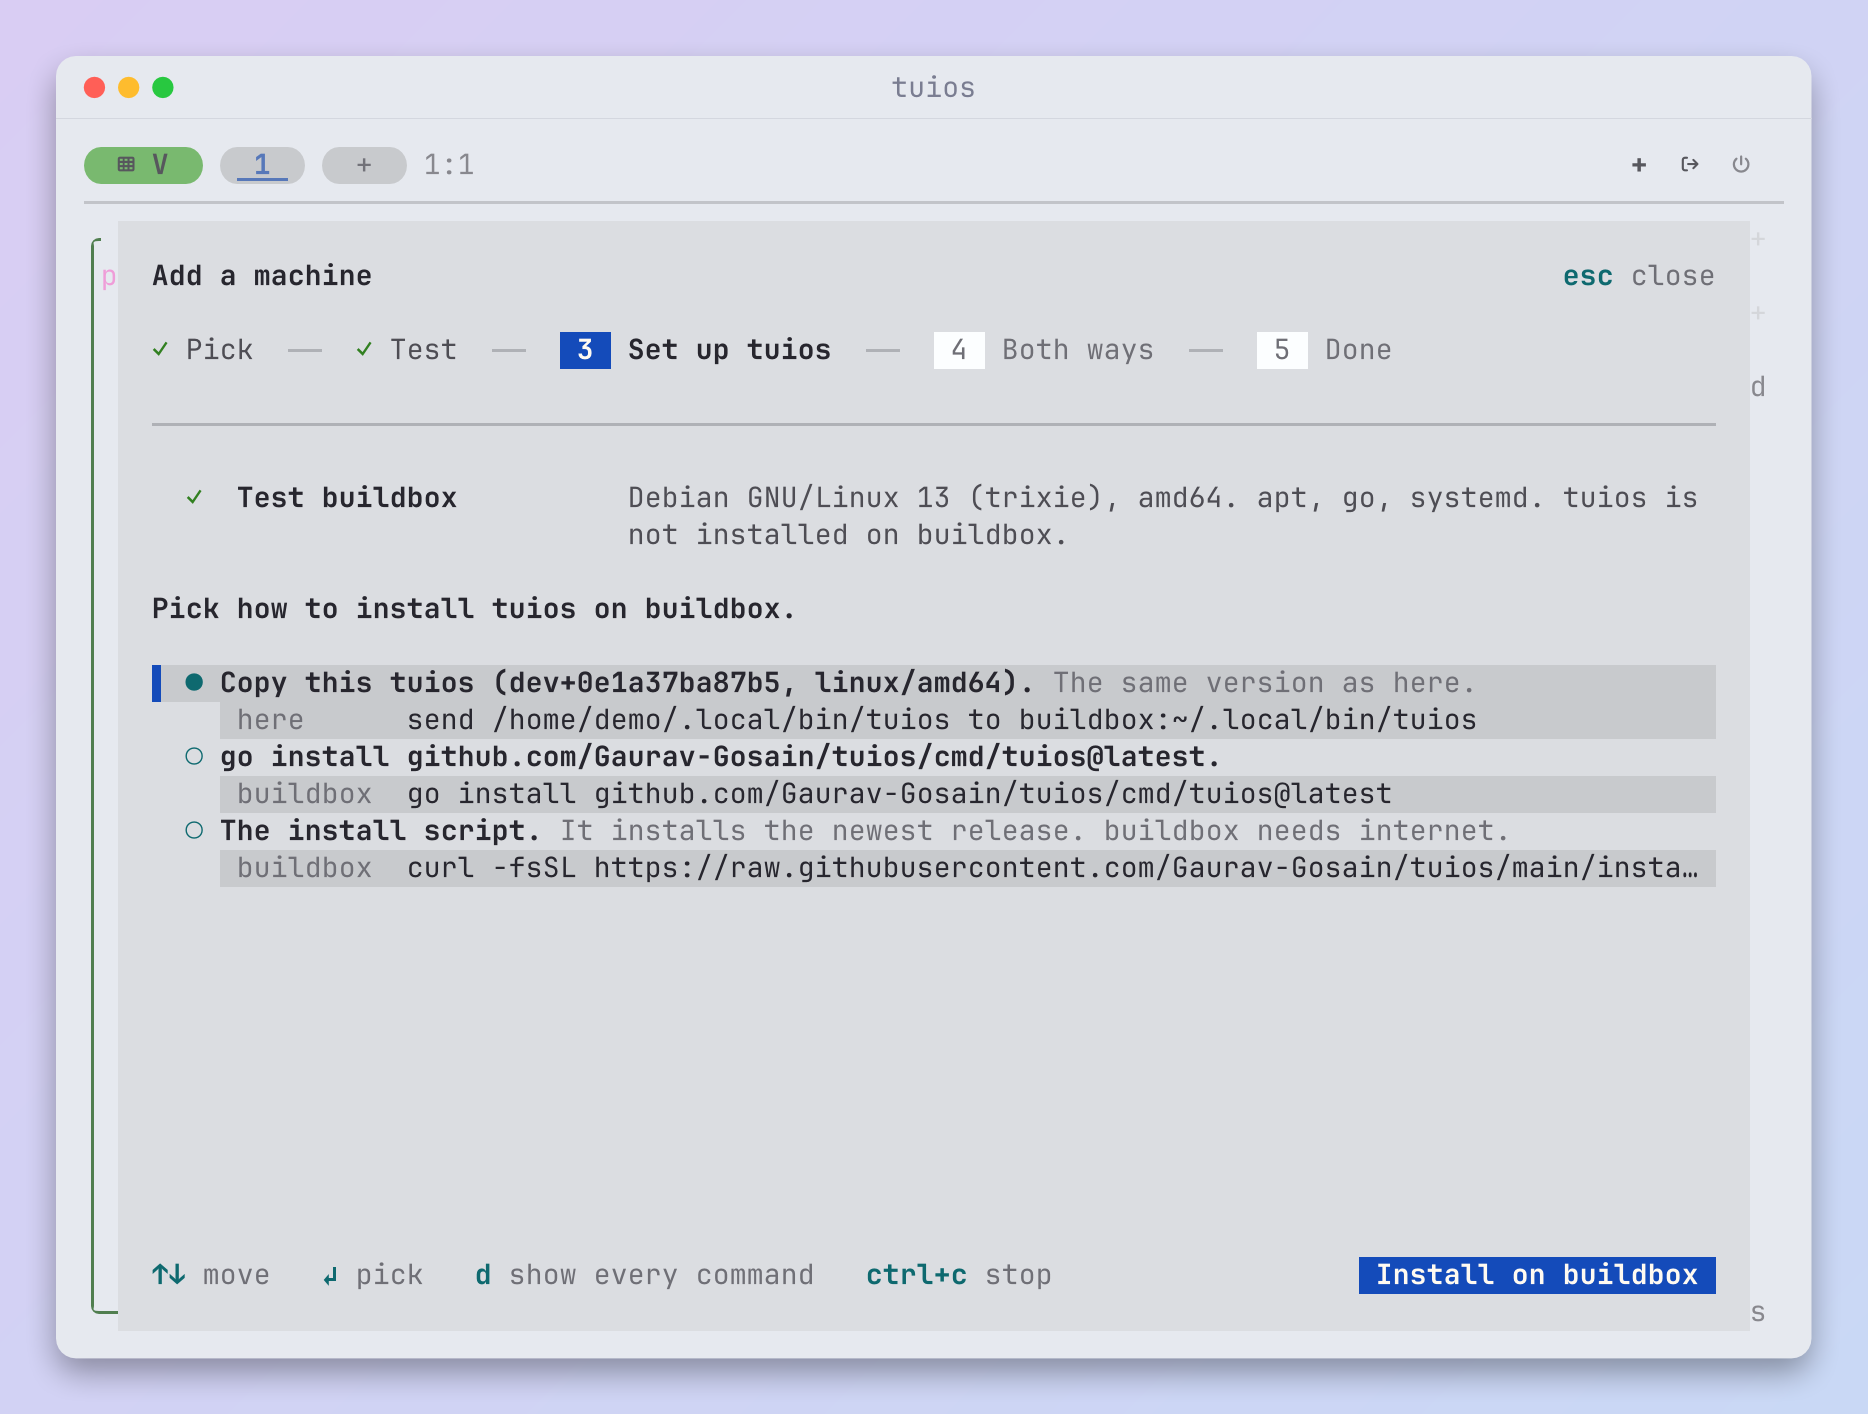 tuios
V 1 + 1:1 +
+
p Add a machine esc close
+
✓ Pick — ✓ Test — 3 Set up tuios — 4 Both ways — 5 Done
d
✓ Test buildbox Debian GNU/Linux 13 (trixie), amd64. apt, go, systemd. tuios is
not installed on buildbox.
Pick how to install tuios on buildbox.
● Copy this tuios (dev+0e1a37ba87b5, linux/amd64). The same version as here.
here send /home/demo/.local/bin/tuios to buildbox:~/.local/bin/tuios
○ go install github.com/Gaurav-Gosain/tuios/cmd/tuios@latest.
buildbox go install github.com/Gaurav-Gosain/tuios/cmd/tuios@latest
○ The install script. It installs the newest release. buildbox needs internet.
buildbox curl -fsSL https://raw.githubusercontent.com/Gaurav-Gosain/tuios/main/insta…
↑↓ move ↲ pick d show every command ctrl+c stop Install on buildbox
s